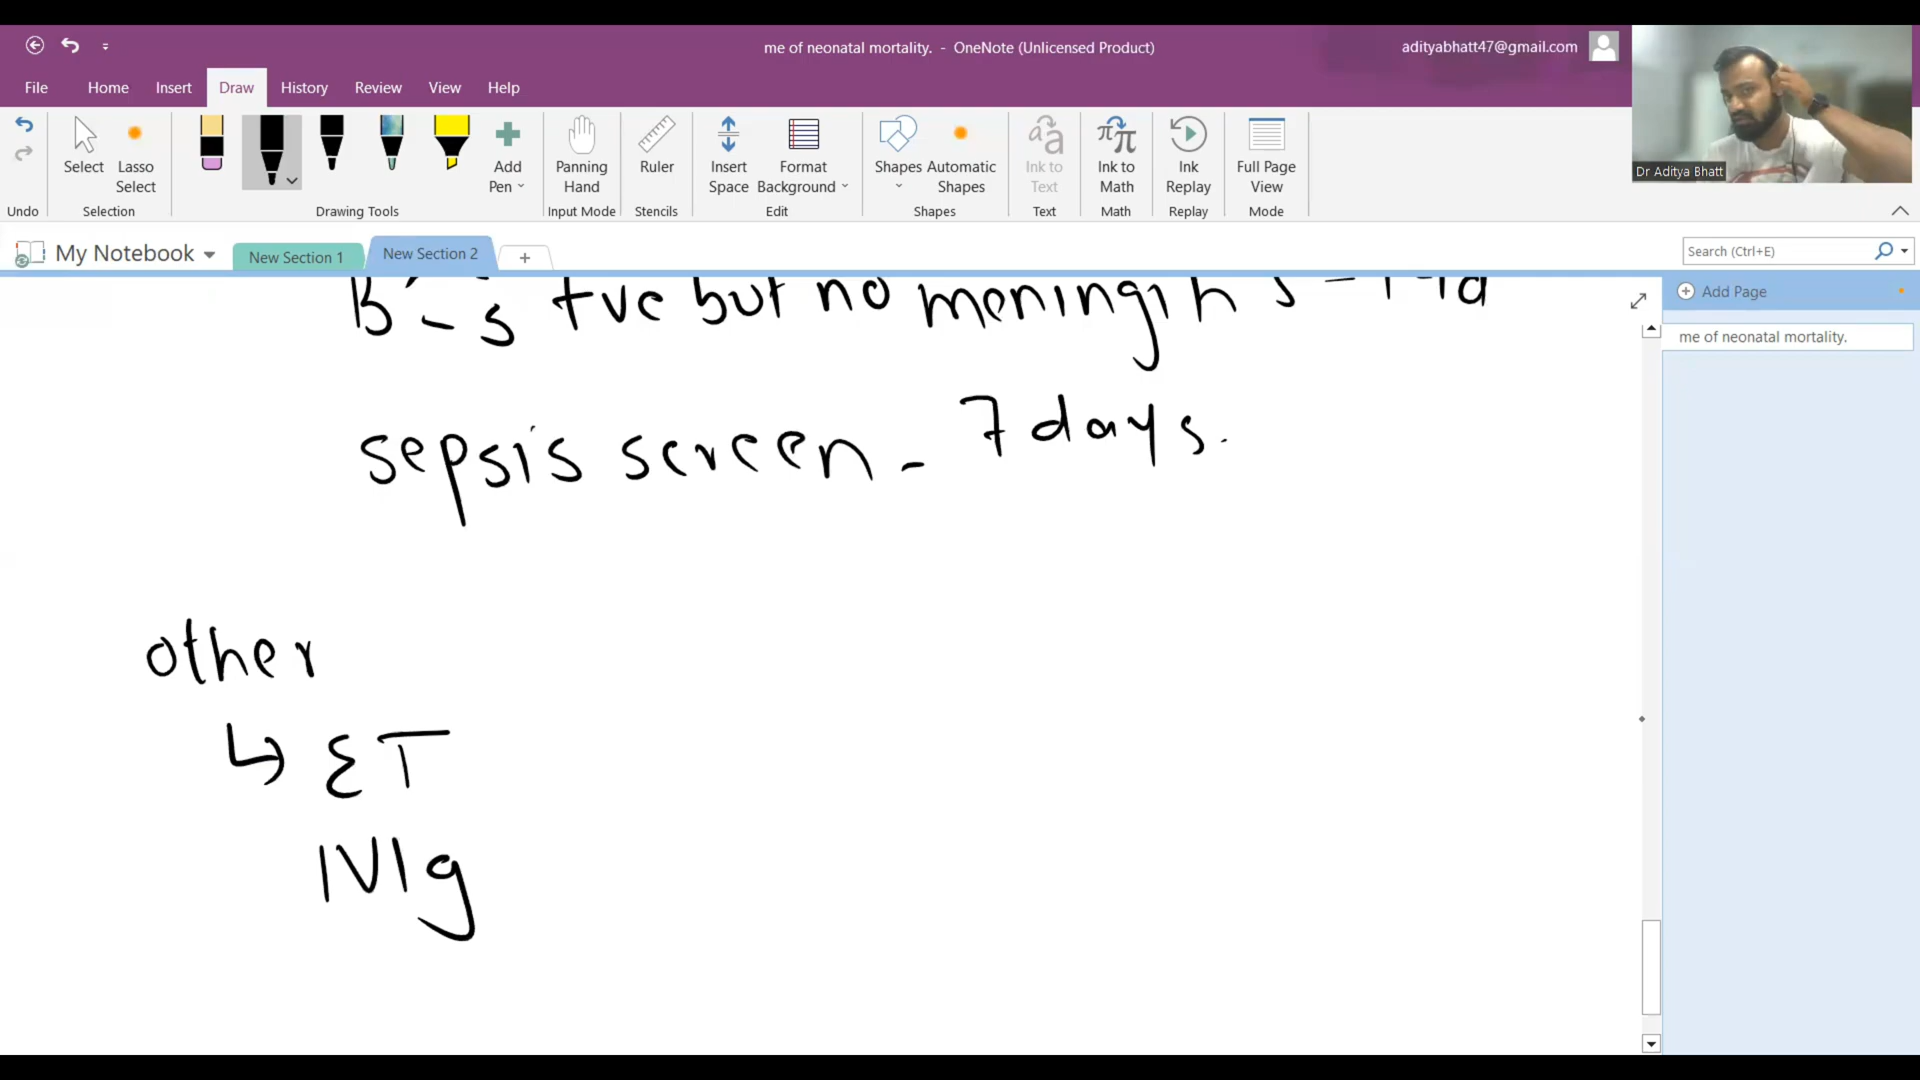 me of neonatal mortality. - OneNote (Unlicensed Product)
adityabhatt47@gmail.com
File Home Insert Draw History Review View Help
Dr Aditya Bhatt
Undo
Select
Lasso Select
Selection
Drawing Tools
Add Pen
Panning Hand
Input Mode
Ruler
Stencils
Insert Space
Format Background
Edit
Shapes
Automatic Shapes
Shapes
Ink to Text
Text
Ink to Math
Math
Ink Replay
Replay
Full Page View
Mode
My Notebook
New Section 1
New Section 2
Search (Ctrl+E)
Add Page
me of neonatal mortality.
+ve but no meningitis - 14d
sepsis screen - 7 days.
other
↳ ET
IVIg